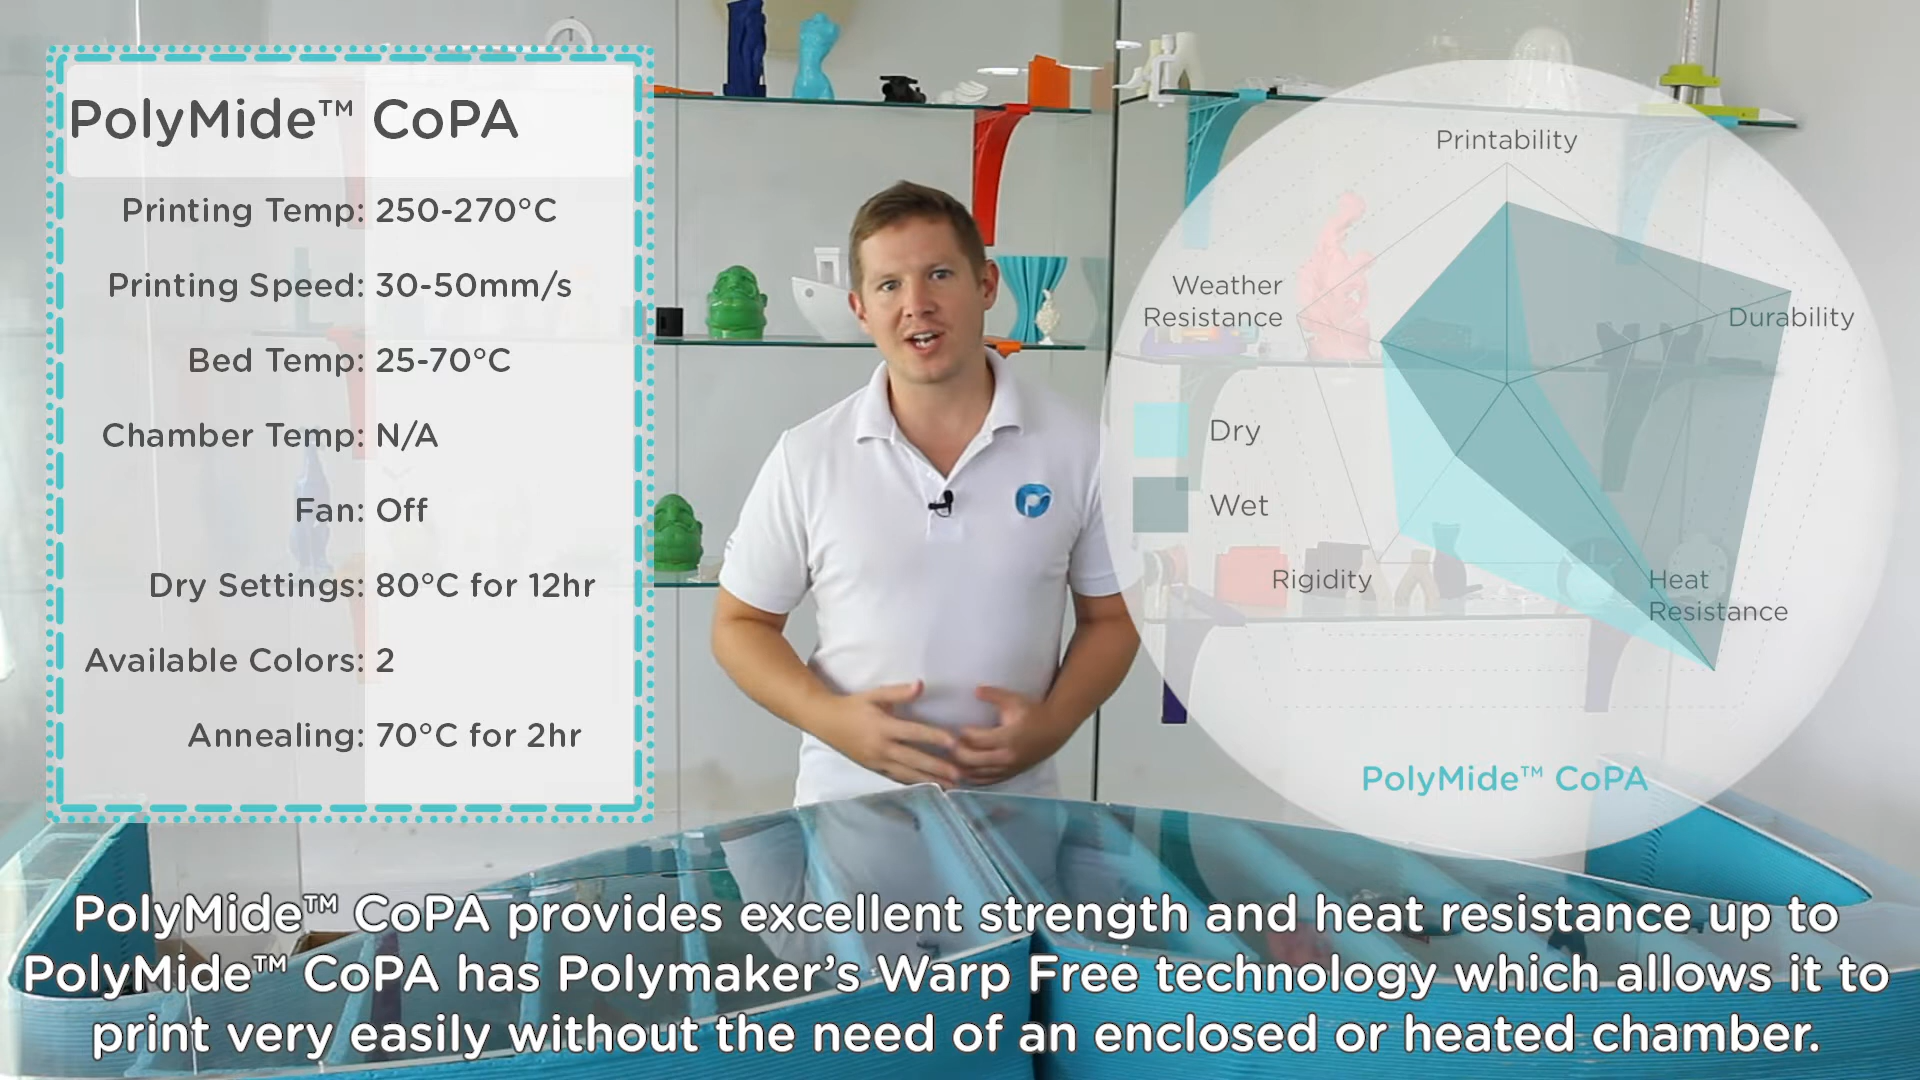 PolyMide™ CoPA
Printing Temp: 250-270°C
Printing Speed: 30-50mm/s
Bed Temp: 25-70°C
Chamber Temp: N/A
Fan: Off
Dry Settings: 80°C for 12hr
Available Colors: 2
Annealing: 70°C for 2hr
Printability
Weather
Resistance
Durability
Dry
Wet
Rigidity
Heat
Resistance
PolyMide™ CoPA
PolyMide™ CoPA provides excellent strength and heat resistance up to
PolyMide™ CoPA has Polymaker’s Warp Free technology which allows it to
print very easily without the need of an enclosed or heated chamber.